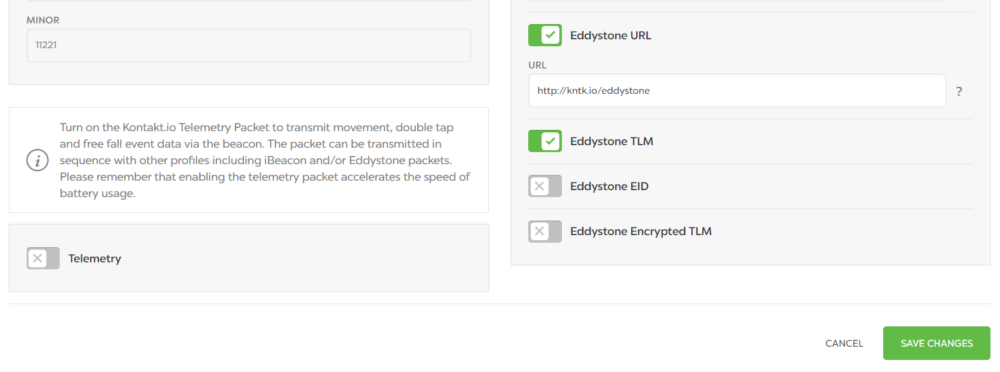 MINOR
11221
Turn on the Kontakt.io Telemetry Packet to transmit movement, double tap
and free fall event data via the beacon. The packet can be transmitted in
sequence with other profiles including iBeacon and/or Eddystone packets.
Please remember that enabling the telemetry packet accelerates the speed of
battery usage.
Telemetry
Eddystone URL
URL
http://kntk.io/eddystone
?
Eddystone TLM
Eddystone EID
Eddystone Encrypted TLM
CANCEL
SAVE CHANGES